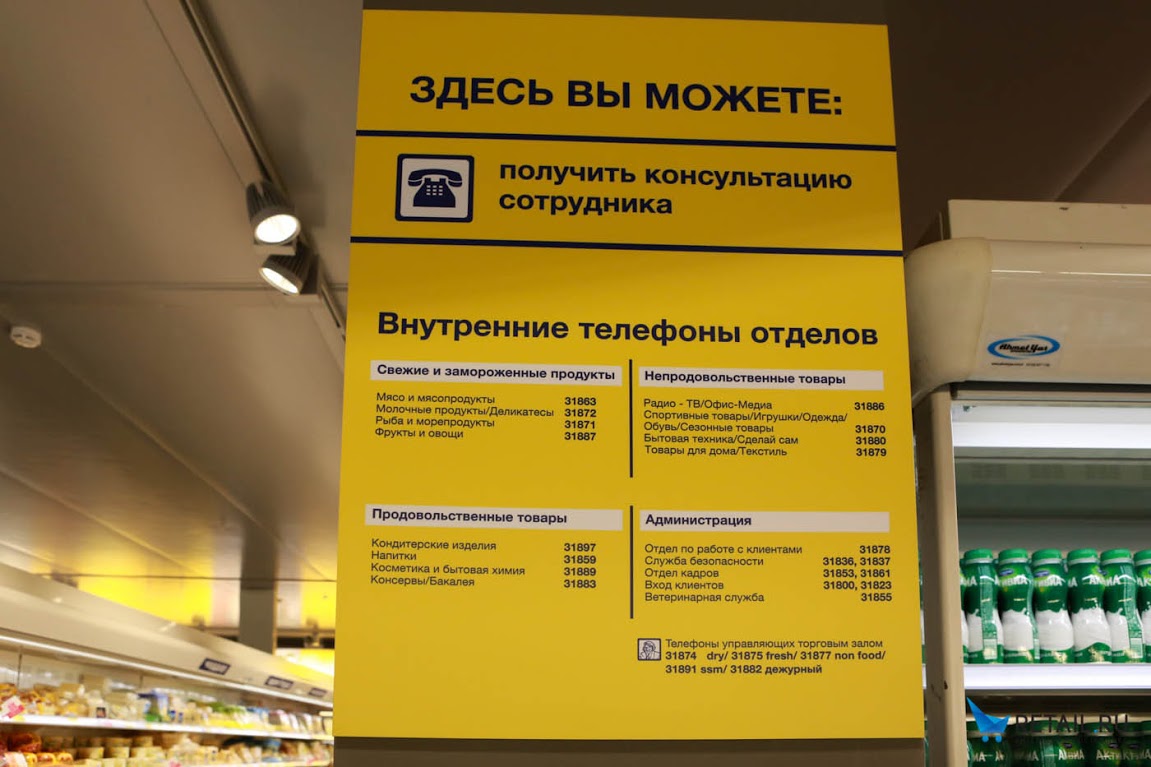 ЗДЕСЬ ВЫ МОЖЕТЕ:
получить консультацию
сотрудника
Внутренние телефоны отделов
Свежие и замороженные продукты
Мясо и мясопродукты 31863
Молочные продукты/Деликатесы 31872
Рыба и морепродукты 31871
Фрукты и овощи 31887
Непродовольственные товары
Радио - ТВ/Офис-Медиа 31886
Спортивные товары/Игрушки/Одежда/
Обувь/Сезонные товары 31870
Бытовая техника/Сделай сам 31880
Товары для дома/Текстиль 31879
Продовольственные товары
Кондитерские изделия 31897
Напитки 31859
Косметика и бытовая химия 31889
Консервы/Бакалея 31883
Администрация
Отдел по работе с клиентами 31878
Служба безопасности 31836, 31837
Отдел кадров 31853, 31861
Вход клиентов 31800, 31823
Ветеринарная служба 31855
Телефоны управляющих торговым залом
31874 dry/ 31875 fresh/ 31877 non food/
31891 ssm/ 31882 дежурный
RETAIL.RU